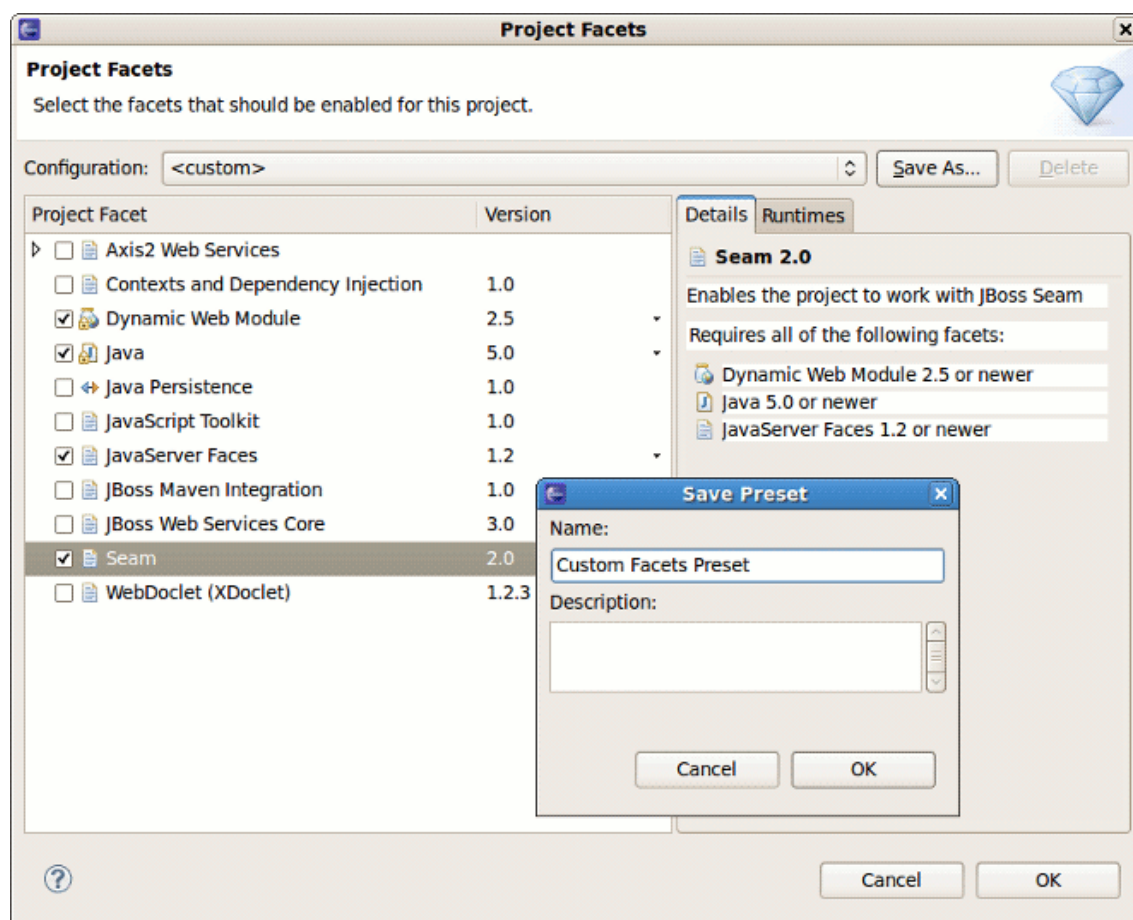 Project Facets
Project Facets
Select the facets that should be enabled for this project.
Configuration: <custom> Save As... Delete
Project Facet Version
Axis2 Web Services
Contexts and Dependency Injection 1.0
Dynamic Web Module 2.5
Java 5.0
Java Persistence 1.0
JavaScript Toolkit 1.0
JavaServer Faces 1.2
JBoss Maven Integration 1.0
JBoss Web Services Core 3.0
Seam 2.0
WebDoclet (XDoclet) 1.2.3
Details Runtimes
Seam 2.0
Enables the project to work with JBoss Seam
Requires all of the following facets:
Dynamic Web Module 2.5 or newer
Java 5.0 or newer
JavaServer Faces 1.2 or newer
Save Preset
Name:
Custom Facets Preset
Description:
Cancel OK
Cancel OK